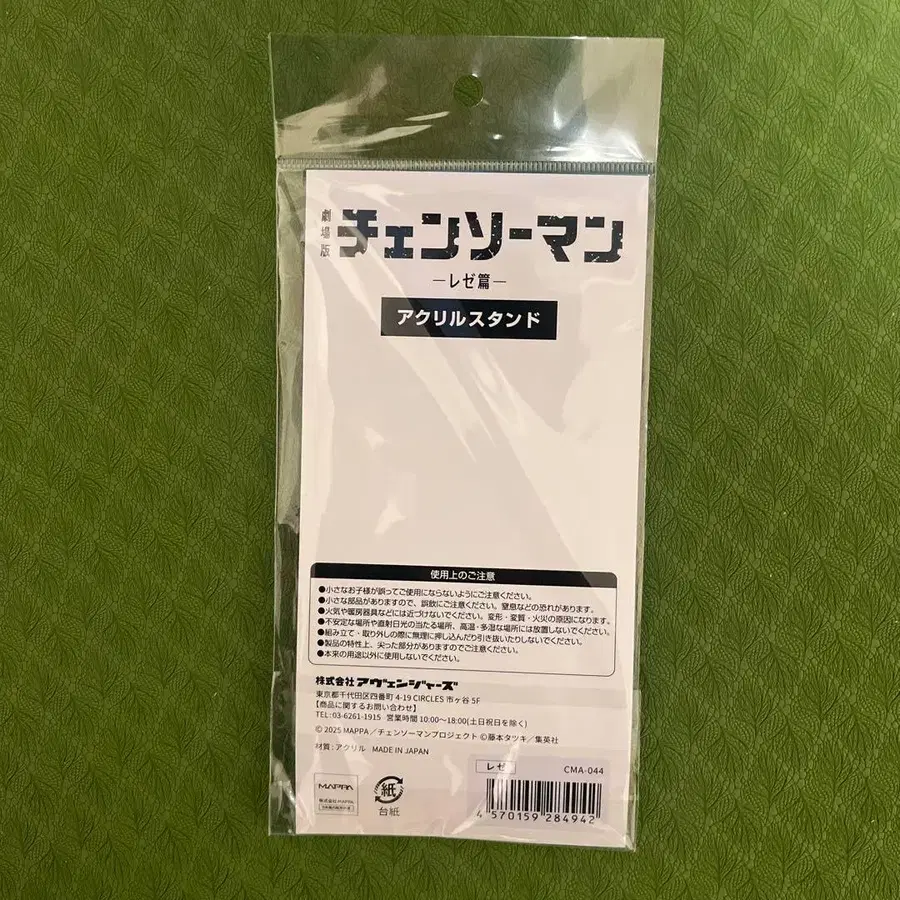 劇場版
チェンソーマン
―レゼ篇―
アクリルスタンド
使用上のご注意
●小さなお子様が誤ってご使用にならないようにご注意ください。
●小さな部品がありますので、誤飲にご注意ください。窒息などの恐れがあります。
●火気や暖房器具などには近づけないでください。変形・変質・火災の原因になります。
●不安定な場所や直射日光の当たる場所、高温・多湿な場所には放置しないでください。
●組み立て・取り外しの際に無理に押し込んだり引き抜いたりしないでください。
●製品の特性上、尖った部分がありますのでご注意ください。
●本来の用途以外に使用しないでください。
株式会社アヴェンジャーズ
東京都千代田区四番町 4-19 CIRCLES 市ヶ谷 5F
【商品に関するお問い合わせ】
TEL: 03-6261-1915 営業時間 10:00～18:00(土日祝日を除く)
© 2025 MAPPA／チェンソーマンプロジェクト ©藤本タツキ／集英社
材質 : アクリル MADE IN JAPAN
レゼ CMA-044
MAPPA
株式会社 MAPPA
紙
台紙
4 570159 284942